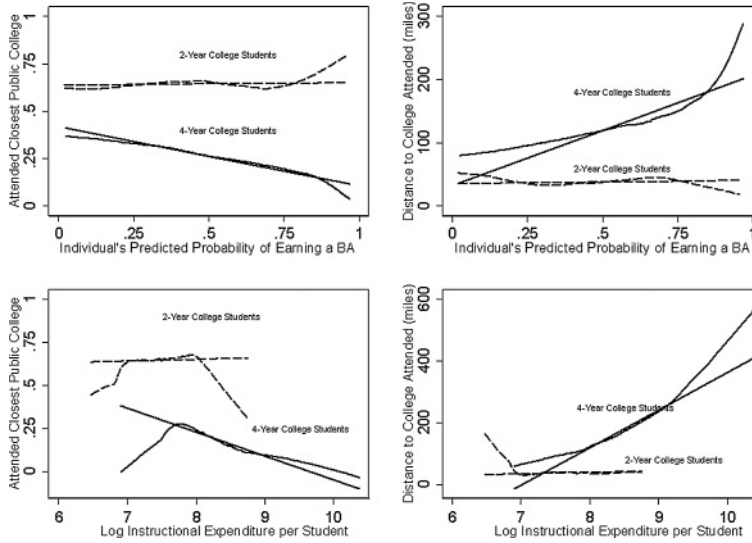 Attended Closest Public College
0 .25 .5 .75 1
2-Year College Students
4-Year College Students
0 .25 .5 .75 1
Individual's Predicted Probability of Earning a BA
Distance to College Attended (miles)
0 100 200 300
4-Year College Students
2-Year College Students
0 .25 .5 .75 1
Individual's Predicted Probability of Earning a BA
Attended Closest Public College
0 .25 .5 .75 1
2-Year College Students
4-Year College Students
6 7 8 9 10
Log Instructional Expenditure per Student
Distance to College Attended (miles)
0 200 400 600
4-Year College Students
2-Year College Students
6 7 8 9 10
Log Instructional Expenditure per Student